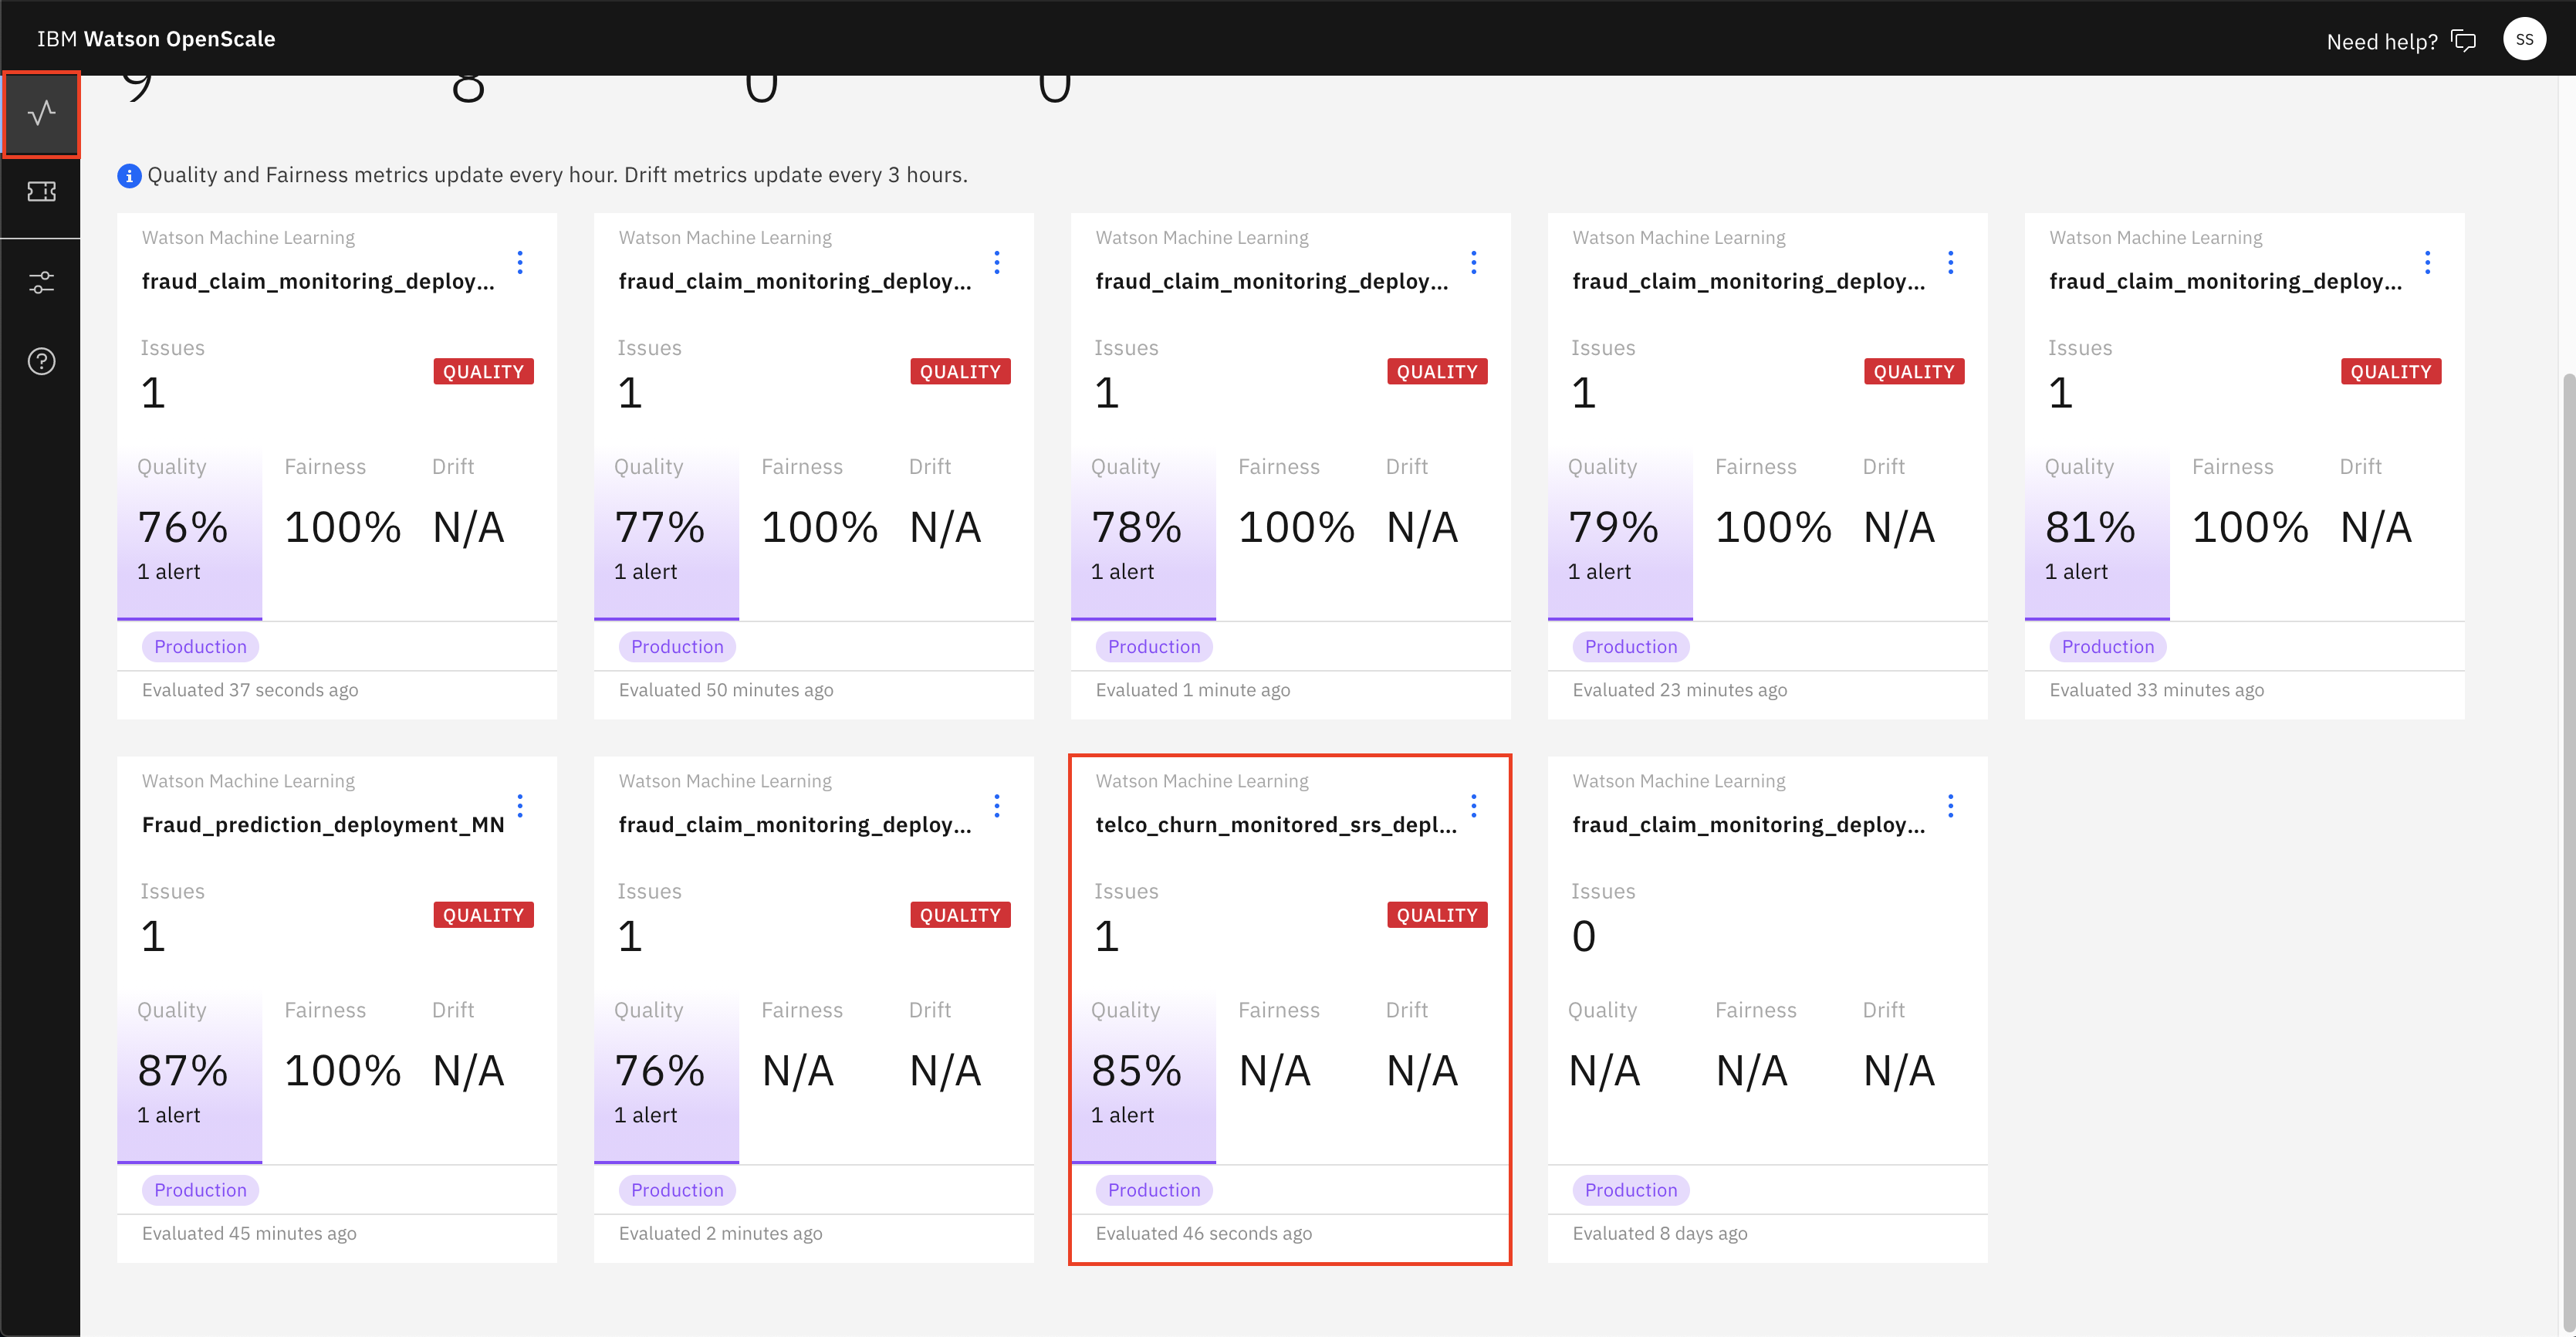 IBM Watson OpenScale
Need help?
SS
9 8 0 0
Quality and Fairness metrics update every hour. Drift metrics update every 3 hours.
Watson Machine Learning
fraud_claim_monitoring_deploy...
Issues
1
QUALITY
Quality Fairness Drift
76% 100% N/A
1 alert
Production
Evaluated 37 seconds ago
Watson Machine Learning
fraud_claim_monitoring_deploy...
Issues
1
QUALITY
Quality Fairness Drift
77% 100% N/A
1 alert
Production
Evaluated 50 minutes ago
Watson Machine Learning
fraud_claim_monitoring_deploy...
Issues
1
QUALITY
Quality Fairness Drift
78% 100% N/A
1 alert
Production
Evaluated 1 minute ago
Watson Machine Learning
fraud_claim_monitoring_deploy...
Issues
1
QUALITY
Quality Fairness Drift
79% 100% N/A
1 alert
Production
Evaluated 23 minutes ago
Watson Machine Learning
fraud_claim_monitoring_deploy...
Issues
1
QUALITY
Quality Fairness Drift
81% 100% N/A
1 alert
Production
Evaluated 33 minutes ago
Watson Machine Learning
Fraud_prediction_deployment_MN
Issues
1
QUALITY
Quality Fairness Drift
87% 100% N/A
1 alert
Production
Evaluated 45 minutes ago
Watson Machine Learning
fraud_claim_monitoring_deploy...
Issues
1
QUALITY
Quality Fairness Drift
76% N/A N/A
1 alert
Production
Evaluated 2 minutes ago
Watson Machine Learning
telco_churn_monitored_srs_depl...
Issues
1
QUALITY
Quality Fairness Drift
85% N/A N/A
1 alert
Production
Evaluated 46 seconds ago
Watson Machine Learning
fraud_claim_monitoring_deploy...
Issues
0
Quality Fairness Drift
N/A N/A N/A
Production
Evaluated 8 days ago